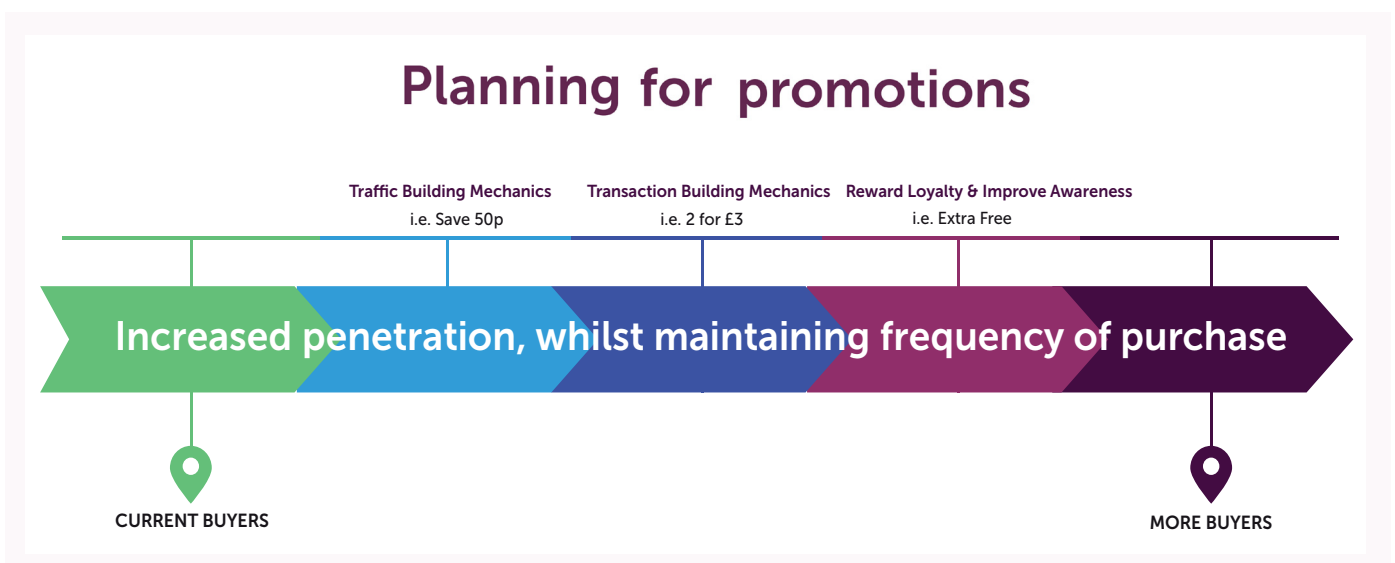 Planning for promotions
Traffic Building Mechanics
i.e. Save 50p
Transaction Building Mechanics
i.e. 2 for £3
Reward Loyalty & Improve Awareness
i.e. Extra Free
Increased penetration, whilst maintaining frequency of purchase
CURRENT BUYERS
MORE BUYERS